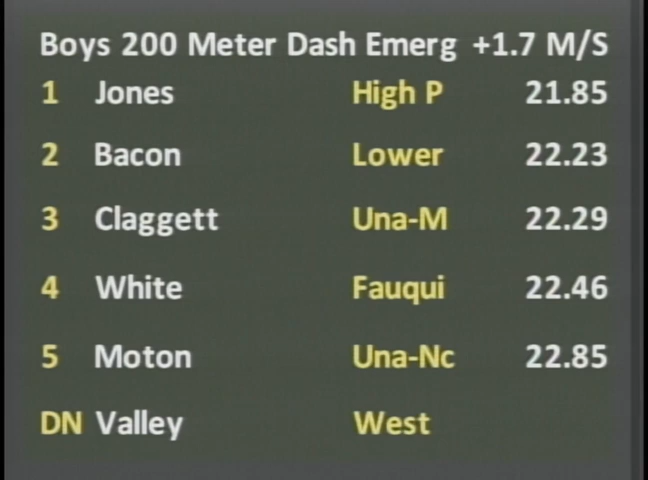 Boys 200 Meter Dash Emerg +1.7 M/S
1 Jones High P 21.85
2 Bacon Lower 22.23
3 Claggett Una-M 22.29
4 White Fauqui 22.46
5 Moton Una-Nc 22.85
DN Valley West